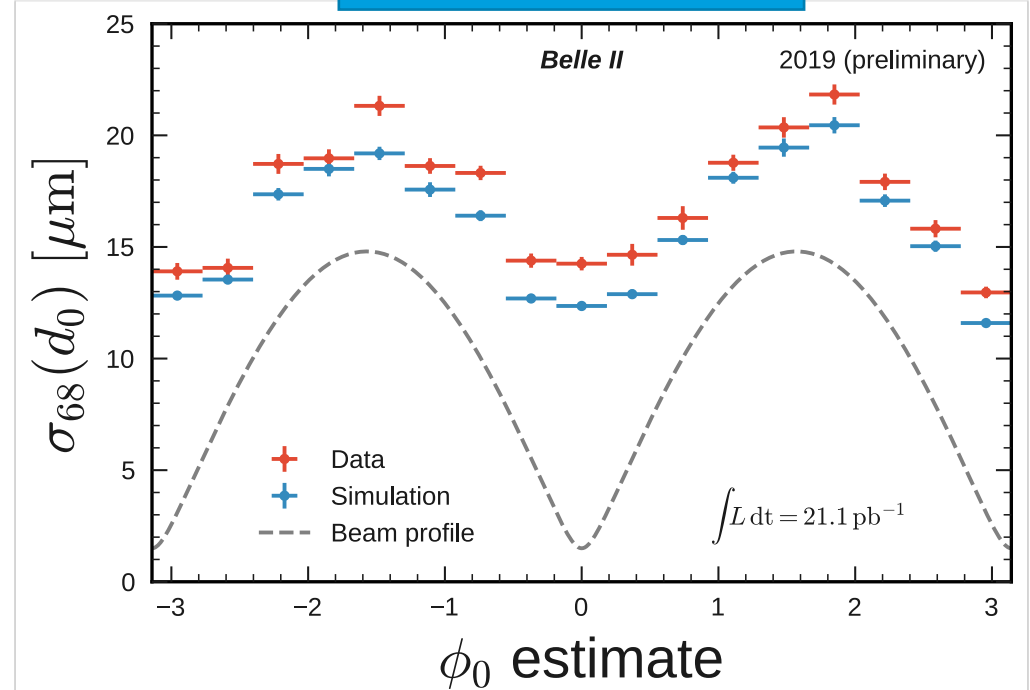 25
20
15
10
5
0
σ₆₈(d₀) [μm]
Belle II
2019 (preliminary)
Data
Simulation
Beam profile
∫L dt = 21.1 pb⁻¹
−3 −2 −1 0 1 2 3
ϕ₀ estimate